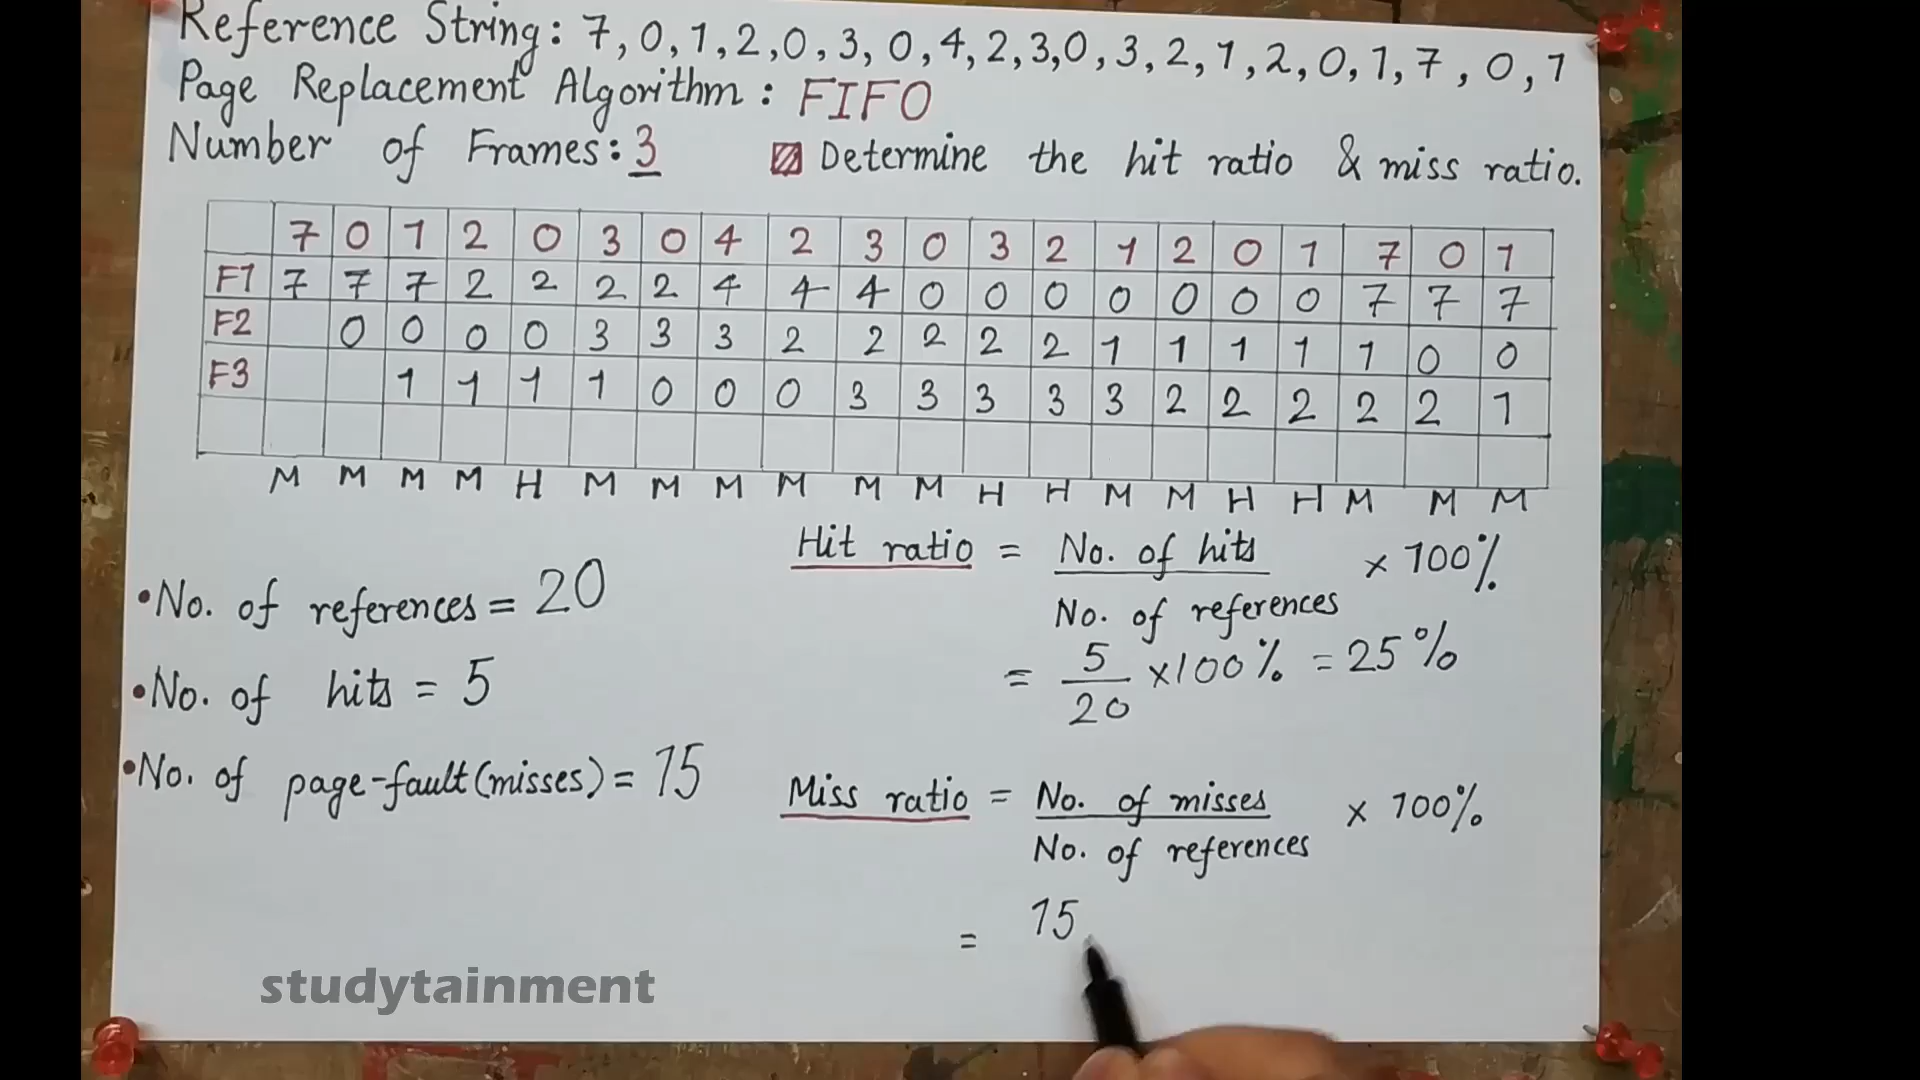 Reference String: 7, 0, 1, 2, 0, 3, 0, 4, 2, 3, 0, 3, 2, 1, 2, 0, 1, 7, 0, 1
Page Replacement Algorithm: FIFO
Number of Frames: 3 Determine the hit ratio & miss ratio.
7 0 1 2 0 3 0 4 2 3 0 3 2 1 2 0 1 7 0 1
F1 7 7 7 2 2 2 2 4 4 4 0 0 0 0 0 0 0 7 7 7
F2 0 0 0 0 3 3 3 2 2 2 2 2 1 1 1 1 1 0 0
F3 1 1 1 1 0 0 0 3 3 3 3 3 2 2 2 2 2 1
M M M M H M M M M M M H H M M H H M M M
Hit ratio = No. of hits × 100%
No. of references
•No. of references = 20
= 5 ×100% = 25%
20
•No. of hits = 5
•No. of page-fault(misses) = 15
Miss ratio = No. of misses × 100%
No. of references
= 15
studytainment